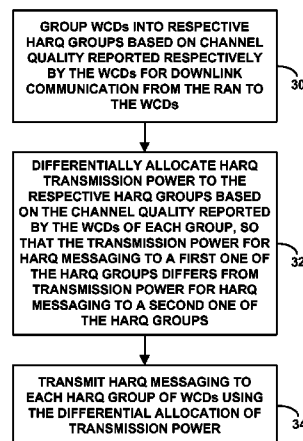 GROUP WCDs INTO RESPECTIVE
HARQ GROUPS BASED ON CHANNEL
QUALITY REPORTED RESPECTIVELY
BY THE WCDs FOR DOWNLINK
COMMUNICATION FROM THE RAN TO
THE WCDs
30
DIFFERENTIALLY ALLOCATE HARQ
TRANSMISSION POWER TO THE
RESPECTIVE HARQ GROUPS BASED
ON THE CHANNEL QUALITY REPORTED
BY THE WCDs OF EACH GROUP, SO
THAT THE TRANSMISSION POWER FOR
HARQ MESSAGING TO A FIRST ONE OF
THE HARQ GROUPS DIFFERS FROM
TRANSMISSION POWER FOR HARQ
MESSAGING TO A SECOND ONE OF
THE HARQ GROUPS
32
TRANSMIT HARQ MESSAGING TO
EACH HARQ GROUP OF WCDs USING
THE DIFFERENTIAL ALLOCATION OF
TRANSMISSION POWER
34